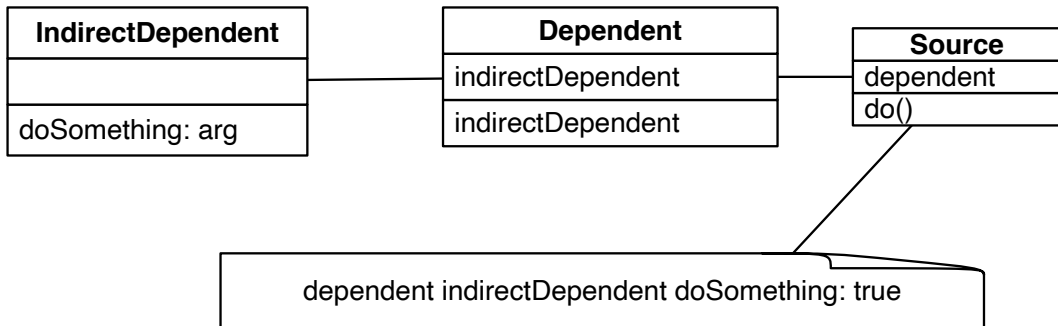 IndirectDependent
doSomething: arg
Dependent
indirectDependent
indirectDependent
Source
dependent
do()
dependent indirectDependent doSomething: true